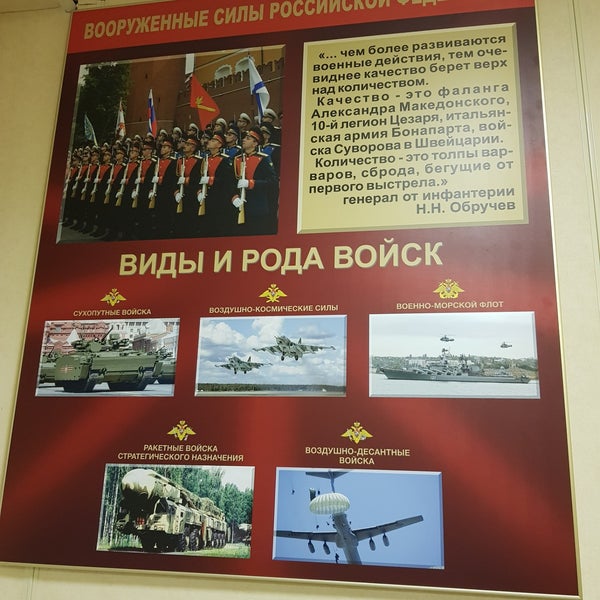 ВООРУЖЕННЫЕ СИЛЫ РОССИЙСКОЙ
«... чем более развиваются
военные действия, тем оче-
виднее качество берет верх
над количеством.
Качество - это фаланга
Александра Македонского,
10-й легион Цезаря, итальян-
ская армия Бонапарта, вой-
ска Суворова в Швейцарии.
Количество - это толпы вар-
варов, сброда, бегущие от
первого выстрела.»
генерал от инфантерии
Н.Н. Обручев
ВИДЫ И РОДА ВОЙСК
СУХОПУТНЫЕ ВОЙСКА
ВОЗДУШНО-КОСМИЧЕСКИЕ СИЛЫ
ВОЕННО-МОРСКОЙ ФЛОТ
РАКЕТНЫЕ ВОЙСКА
СТРАТЕГИЧЕСКОГО НАЗНАЧЕНИЯ
ВОЗДУШНО-ДЕСАНТНЫЕ
ВОЙСКА